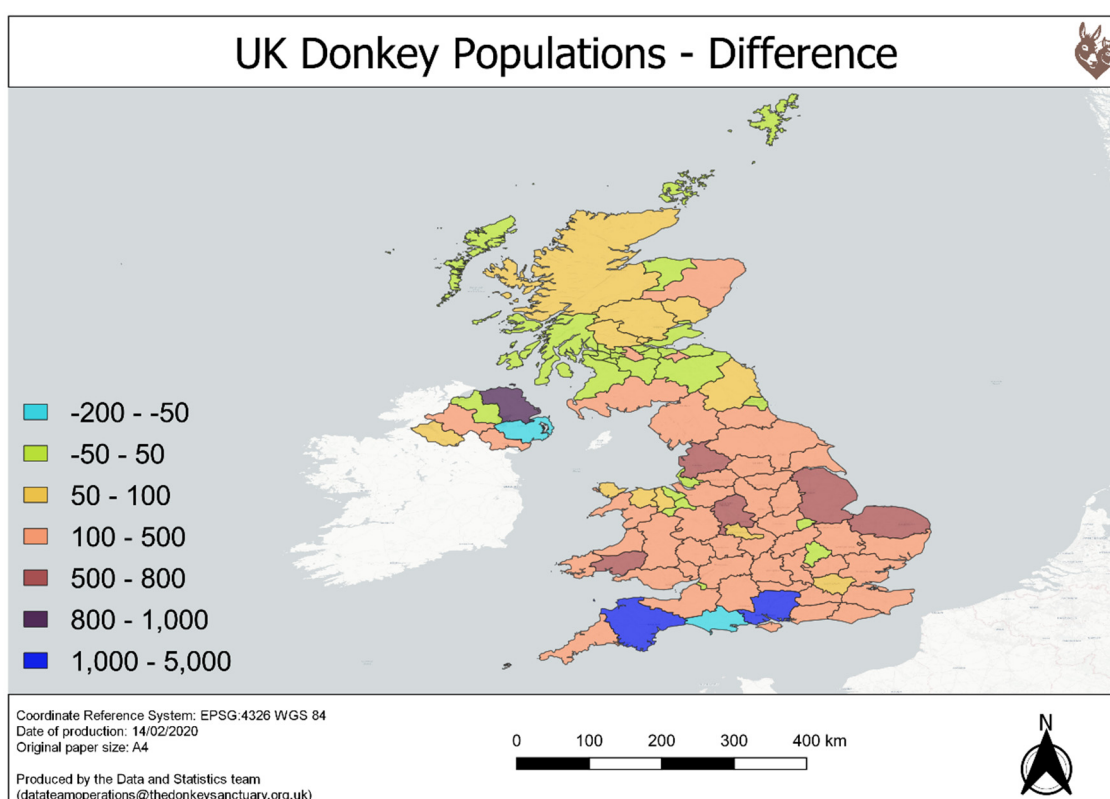 UK Donkey Populations - Difference
-200 - -50
-50 - 50
50 - 100
100 - 500
500 - 800
800 - 1,000
1,000 - 5,000
Coordinate Reference System: EPSG:4326 WGS 84
Date of production: 14/02/2020
Original paper size: A4
Produced by the Data and Statistics team
(datateamoperations@thedonkeysanctuary.org.uk)
0 100 200 300 400 km
N